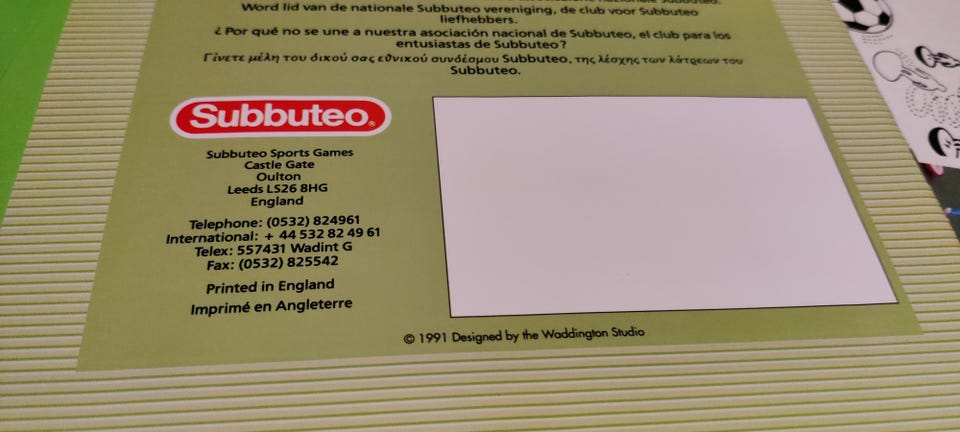 Word lid van de nationale Subbuteo vereniging, de club voor Subbuteo
liefhebbers.
¿ Por qué no se une a nuestra asociación nacional de Subbuteo, el club para los
entusiastas de Subbuteo?
Γίνετε μέλη του δικού σας εθνικού συνδέσμου Subbuteo, της λέσχης των λάτρεων του
Subbuteo.
Subbuteo®
Subbuteo Sports Games
Castle Gate
Oulton
Leeds LS26 8HG
England
Telephone: (0532) 824961
International: + 44 532 82 49 61
Telex: 557431 Wadint G
Fax: (0532) 825542
Printed in England
Imprimé en Angleterre
© 1991 Designed by the Waddington Studio